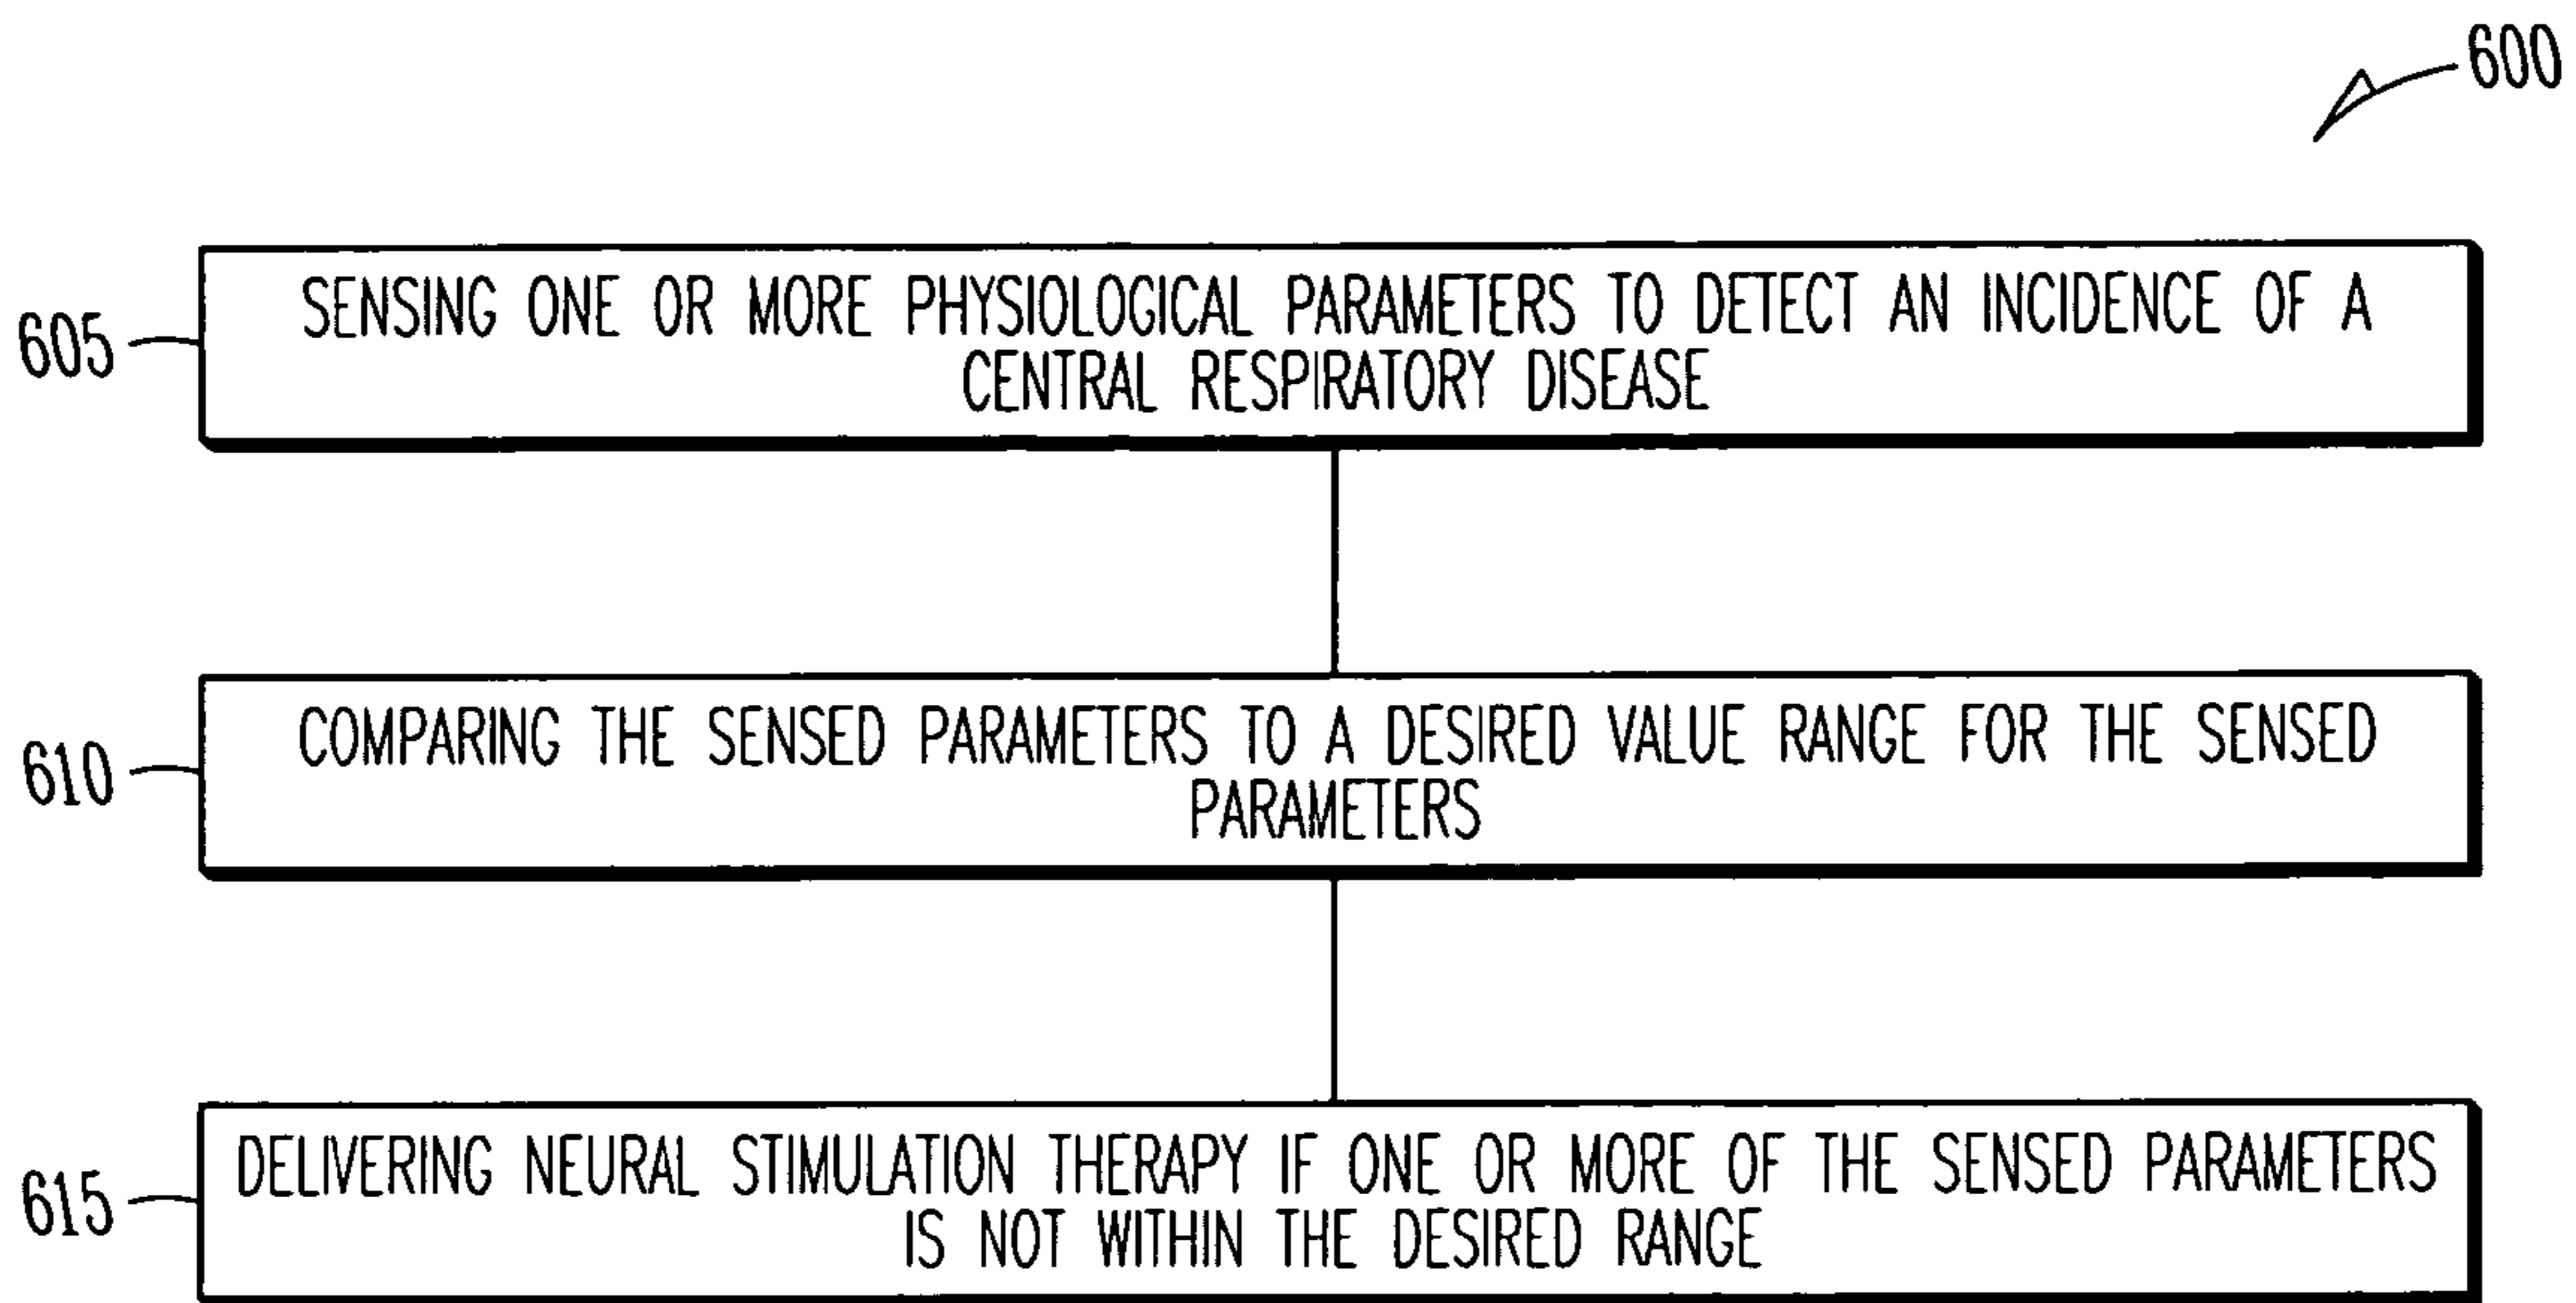 600
605
SENSING ONE OR MORE PHYSIOLOGICAL PARAMETERS TO DETECT AN INCIDENCE OF A
CENTRAL RESPIRATORY DISEASE
610
COMPARING THE SENSED PARAMETERS TO A DESIRED VALUE RANGE FOR THE SENSED
PARAMETERS
615
DELIVERING NEURAL STIMULATION THERAPY IF ONE OR MORE OF THE SENSED PARAMETERS
IS NOT WITHIN THE DESIRED RANGE